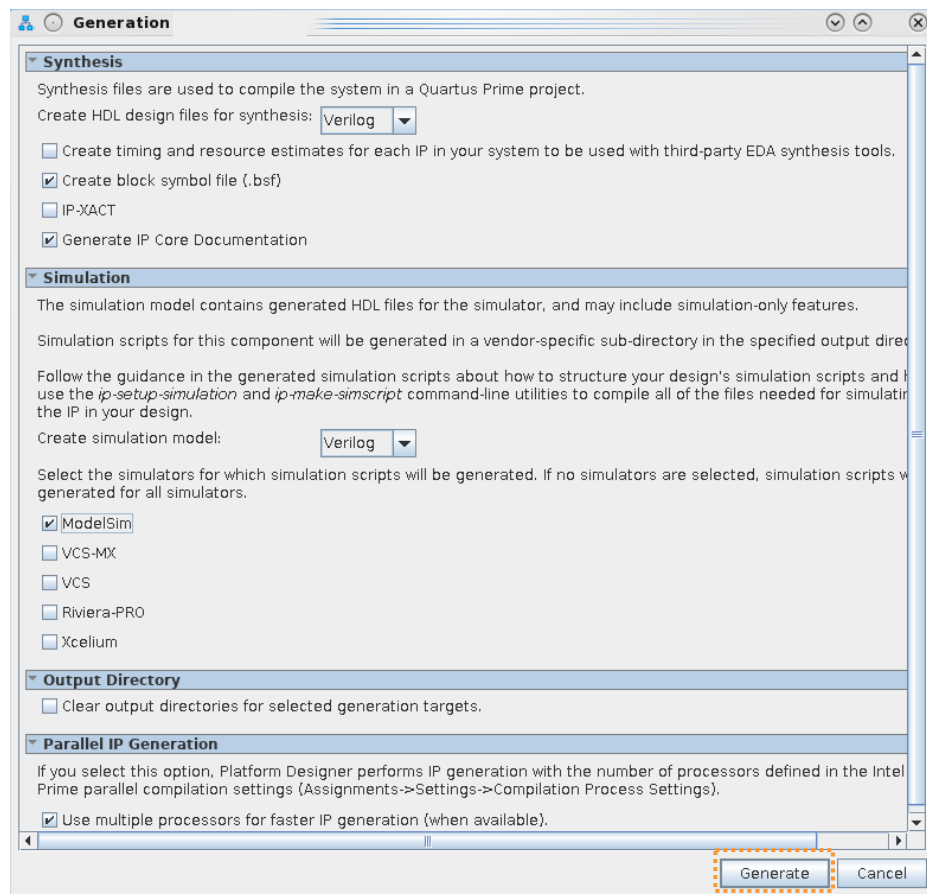 Generation
Synthesis
Synthesis files are used to compile the system in a Quartus Prime project.
Create HDL design files for synthesis: Verilog
Create timing and resource estimates for each IP in your system to be used with third-party EDA synthesis tools.
Create block symbol file (.bsf)
IP-XACT
Generate IP Core Documentation
Simulation
The simulation model contains generated HDL files for the simulator, and may include simulation-only features.
Simulation scripts for this component will be generated in a vendor-specific sub-directory in the specified output
Follow the guidance in the generated simulation scripts about how to structure your design's simulation scripts and
use the ip-setup-simulation and ip-make-simscript command-line utilities to compile all of the files needed for
the IP in your design.
Create simulation model: Verilog
Select the simulators for which simulation scripts will be generated. If no simulators are selected, simulation scripts
generated for all simulators.
ModelSim
VCS-MX
VCS
Riviera-PRO
Xcelium
Output Directory
Clear output directories for selected generation targets.
Parallel IP Generation
If you select this option, Platform Designer performs IP generation with the number of processors defined in the Intel
Prime parallel compilation settings (Assignments->Settings->Compilation Process Settings).
Use multiple processors for faster IP generation (when available).
Generate Cancel